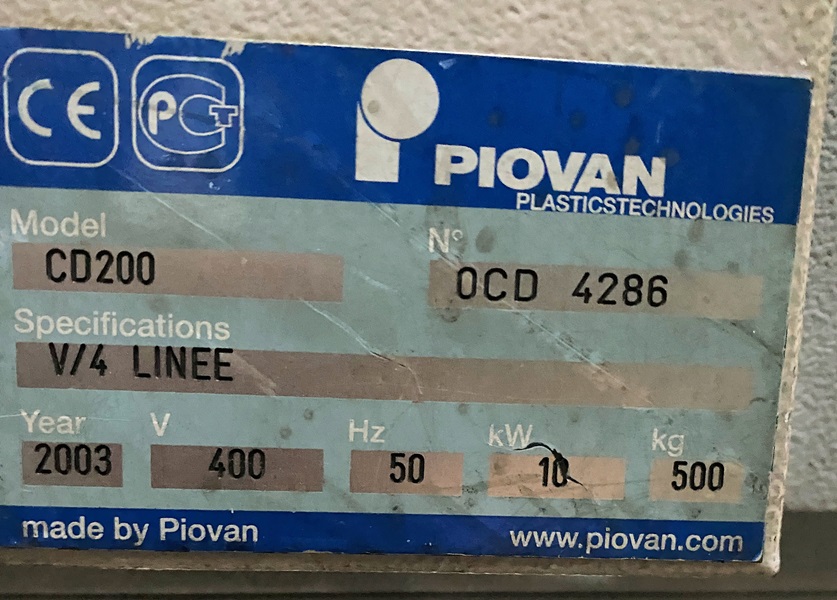 CE PCT
PIOVAN
PLASTICSTECHNOLOGIES
Model N°
CD200 OCD 4286
Specifications
V/4 LINEE
Year V Hz kW kg
2003 400 50 10 500
made by Piovan www.piovan.com